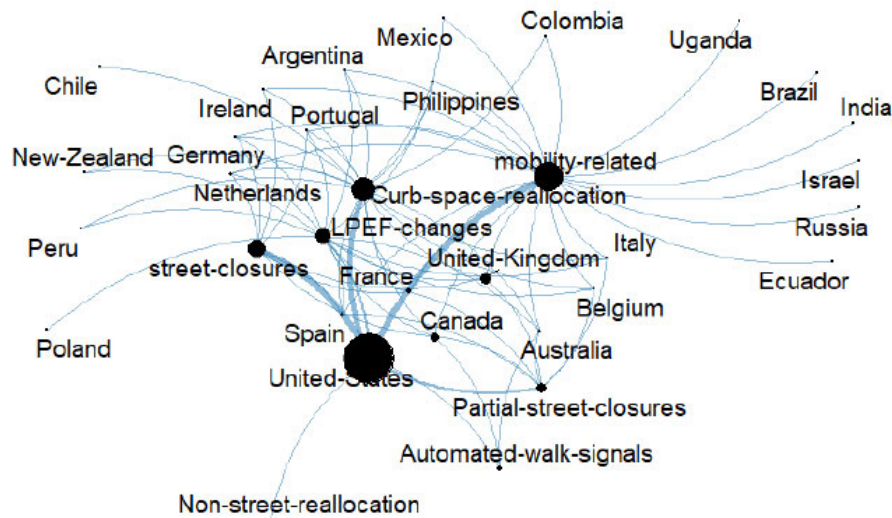 Mexico
Colombia
Uganda
Argentina
Chile
Brazil
Ireland
Portugal
Philippines
India
New-Zealand
Germany
mobility-related
Israel
Netherlands
Curb-space-reallocation
Russia
Peru
LPEF-changes
street-closures
France
United-Kingdom
Italy
Ecuador
Poland
Spain
Canada
Belgium
Australia
United-States
Partial-street-closures
Automated-walk-signals
Non-street-reallocation